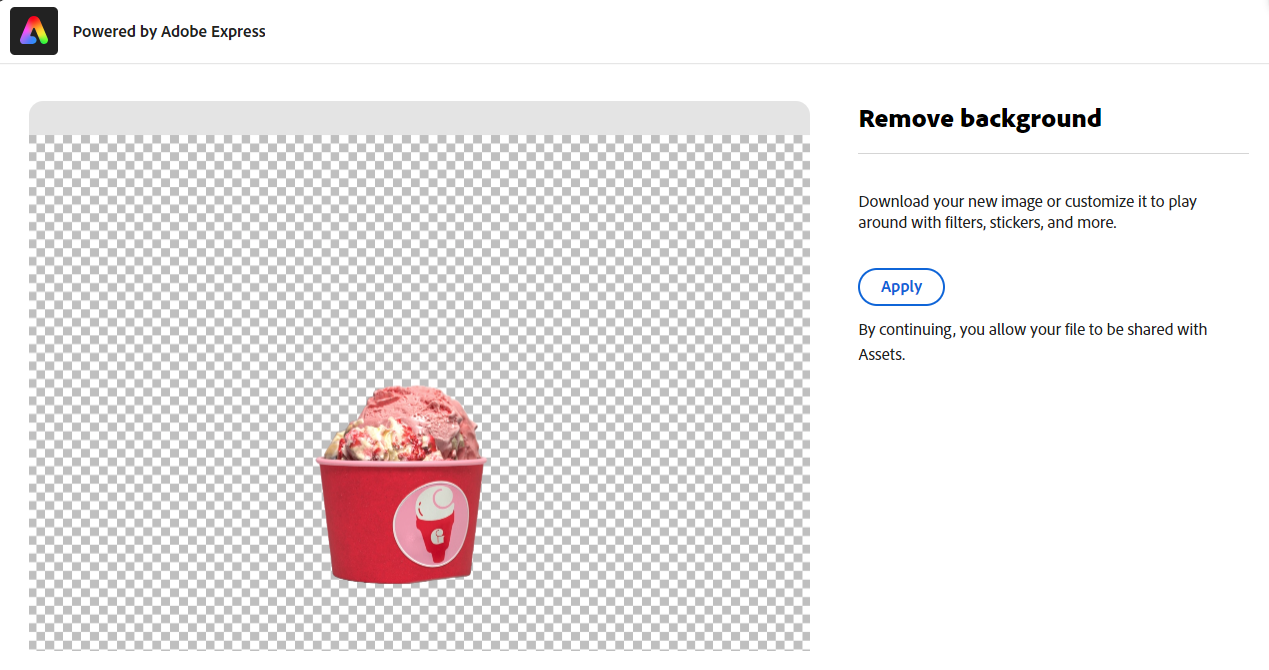 Powered by Adobe Express
Remove background
Download your new image or customize it to play
around with filters, stickers, and more.
Apply
By continuing, you allow your file to be shared with
Assets.
G